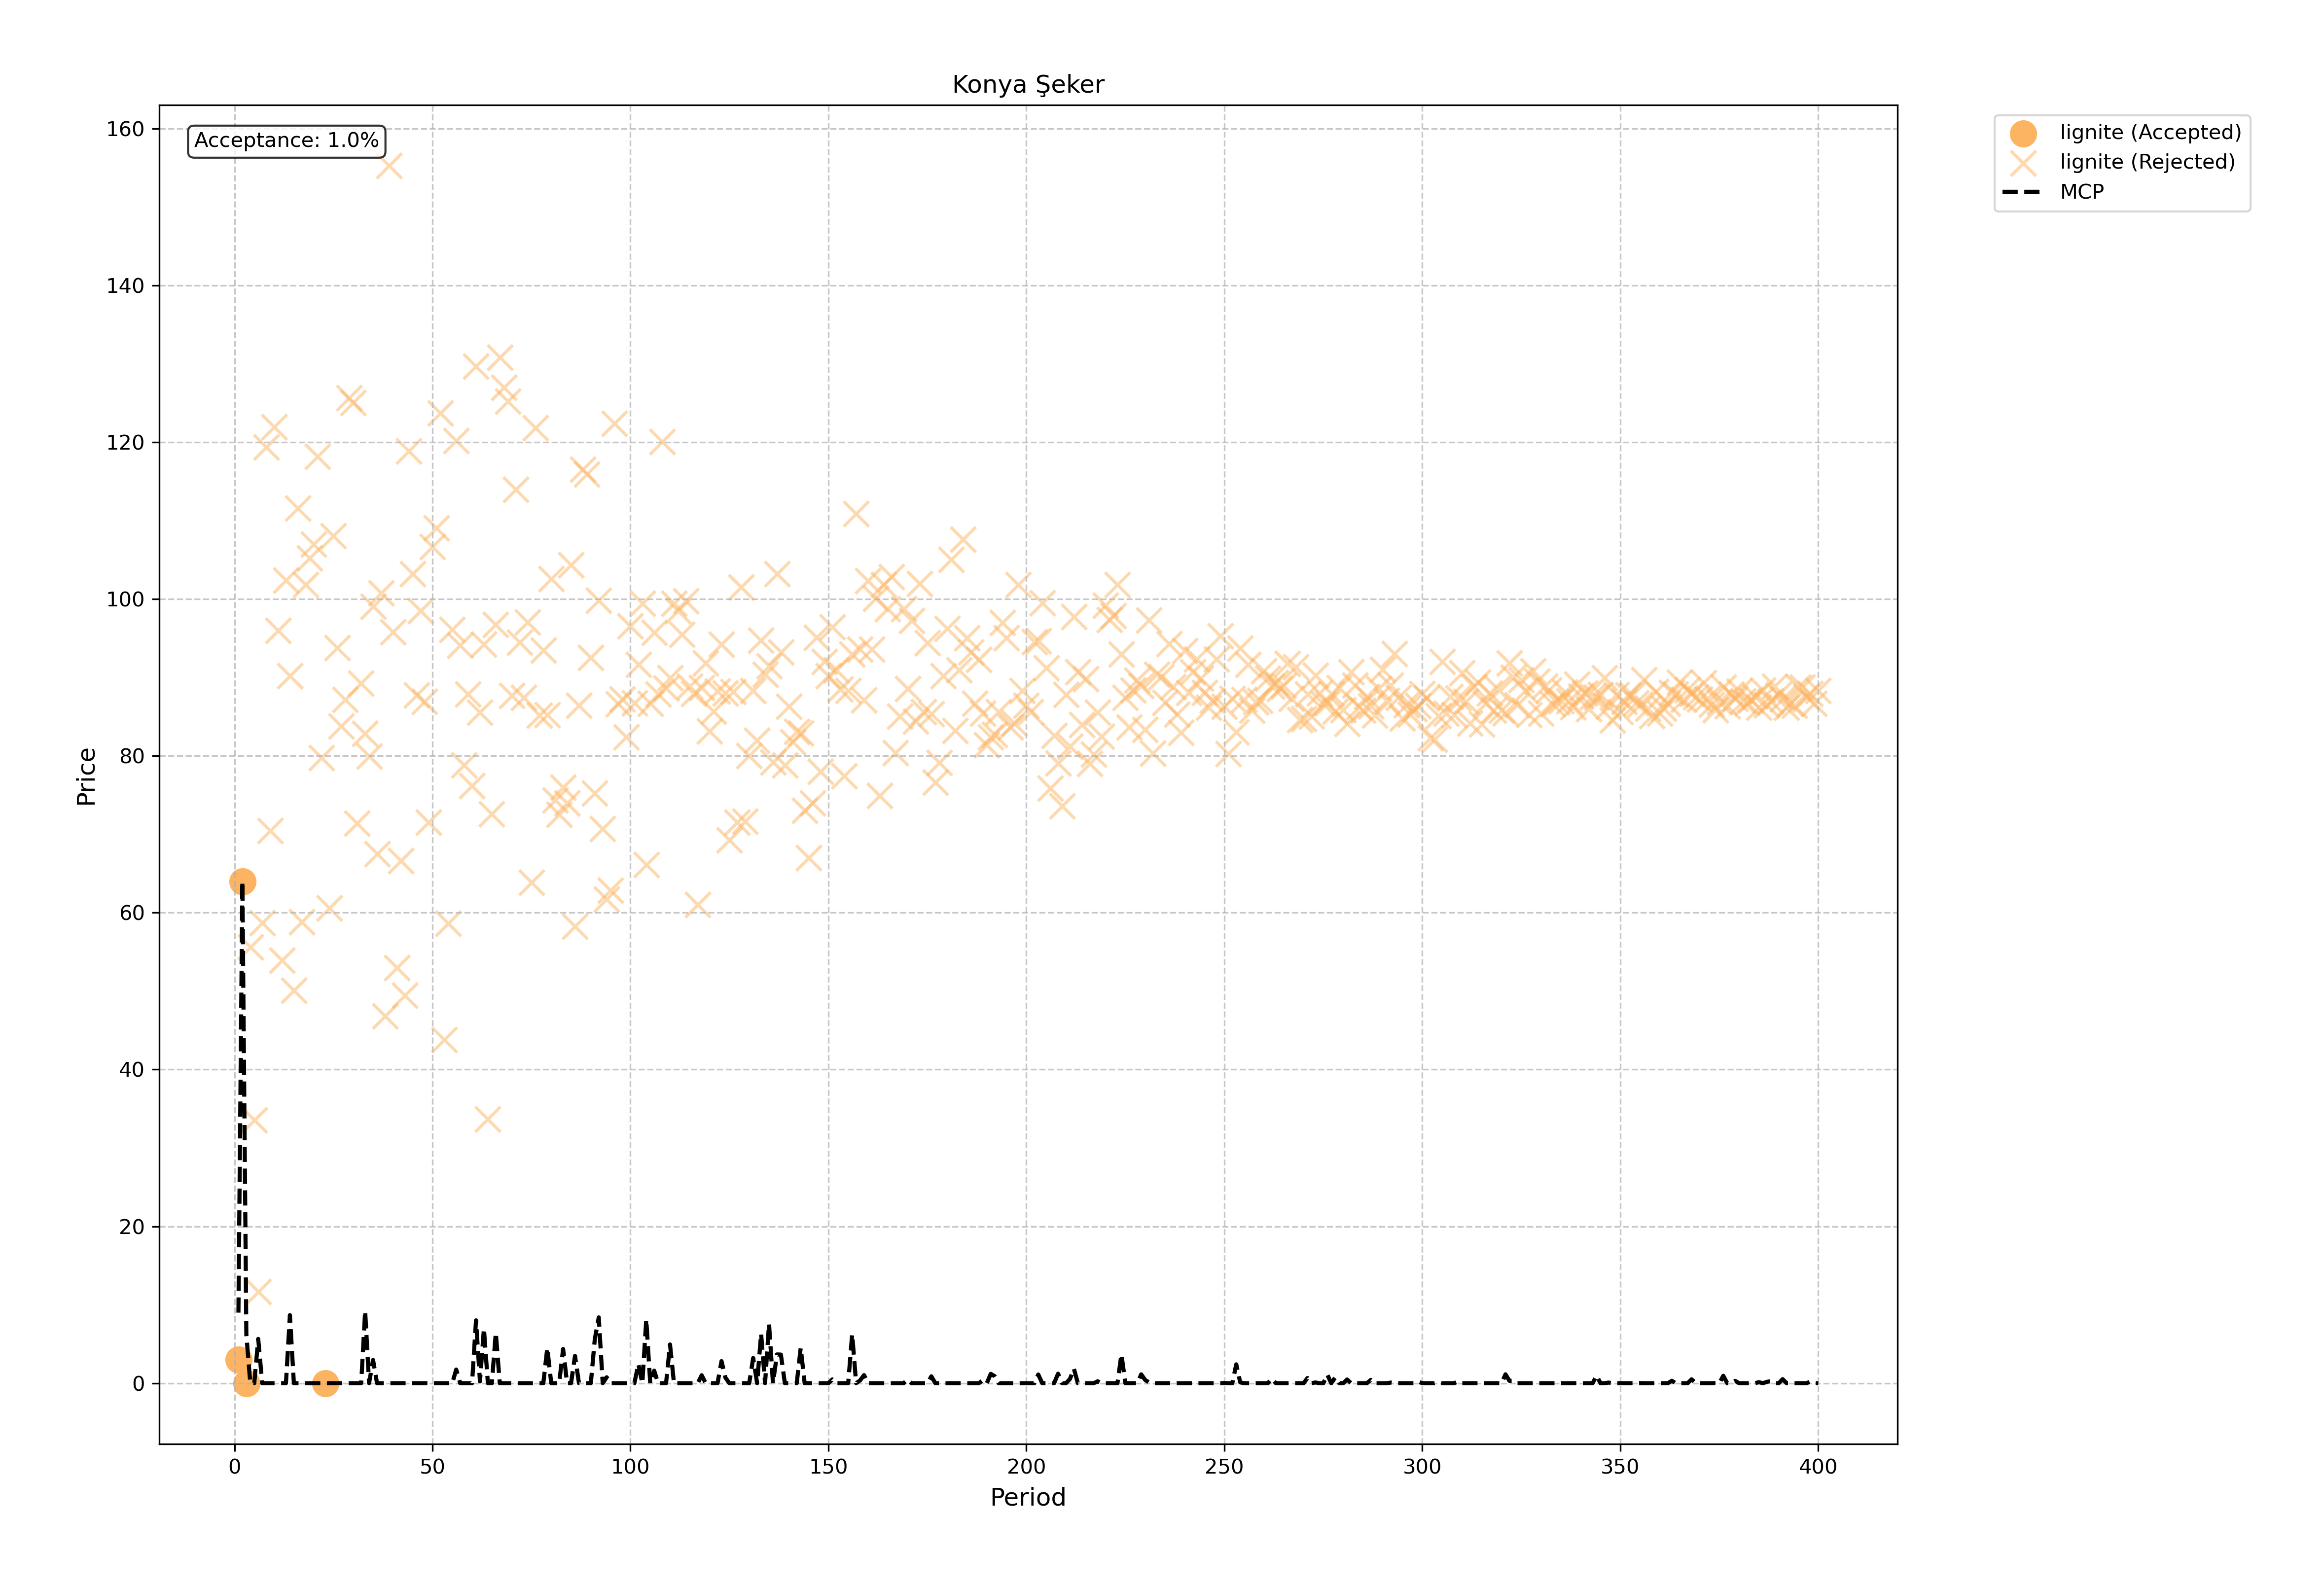 Konya Şeker
Acceptance: 1.0%
lignite (Accepted)
lignite (Rejected)
MCP
160
140
120
100
80
60
40
20
0
Price
0 50 100 150 200 250 300 350 400
Period